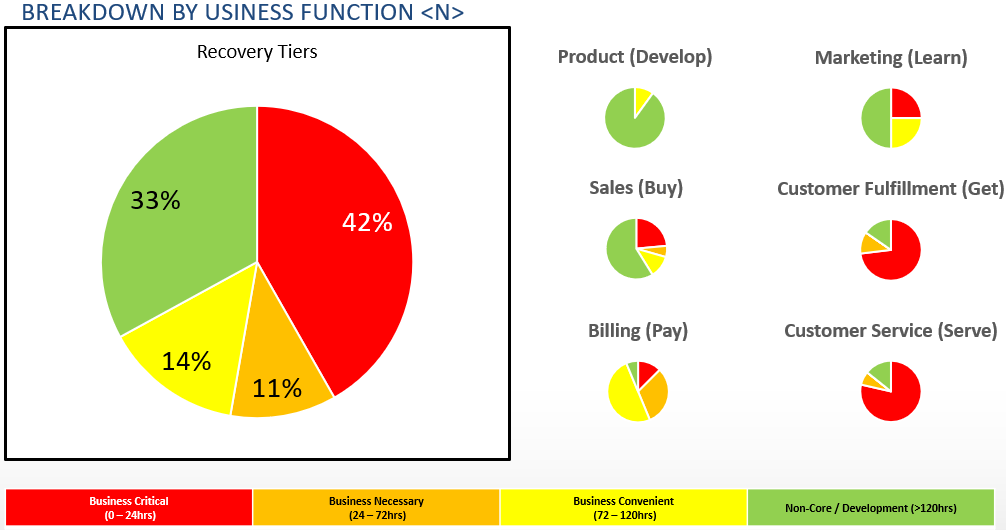 BREAKDOWN BY USINESS FUNCTION <N>
Recovery Tiers
33%
42%
14%
11%
Product (Develop)
Marketing (Learn)
Sales (Buy)
Customer Fulfillment (Get)
Billing (Pay)
Customer Service (Serve)
Business Critical
(0 – 24hrs)
Business Necessary
(24 – 72hrs)
Business Convenient
(72 – 120hrs)
Non-Core / Development (>120hrs)